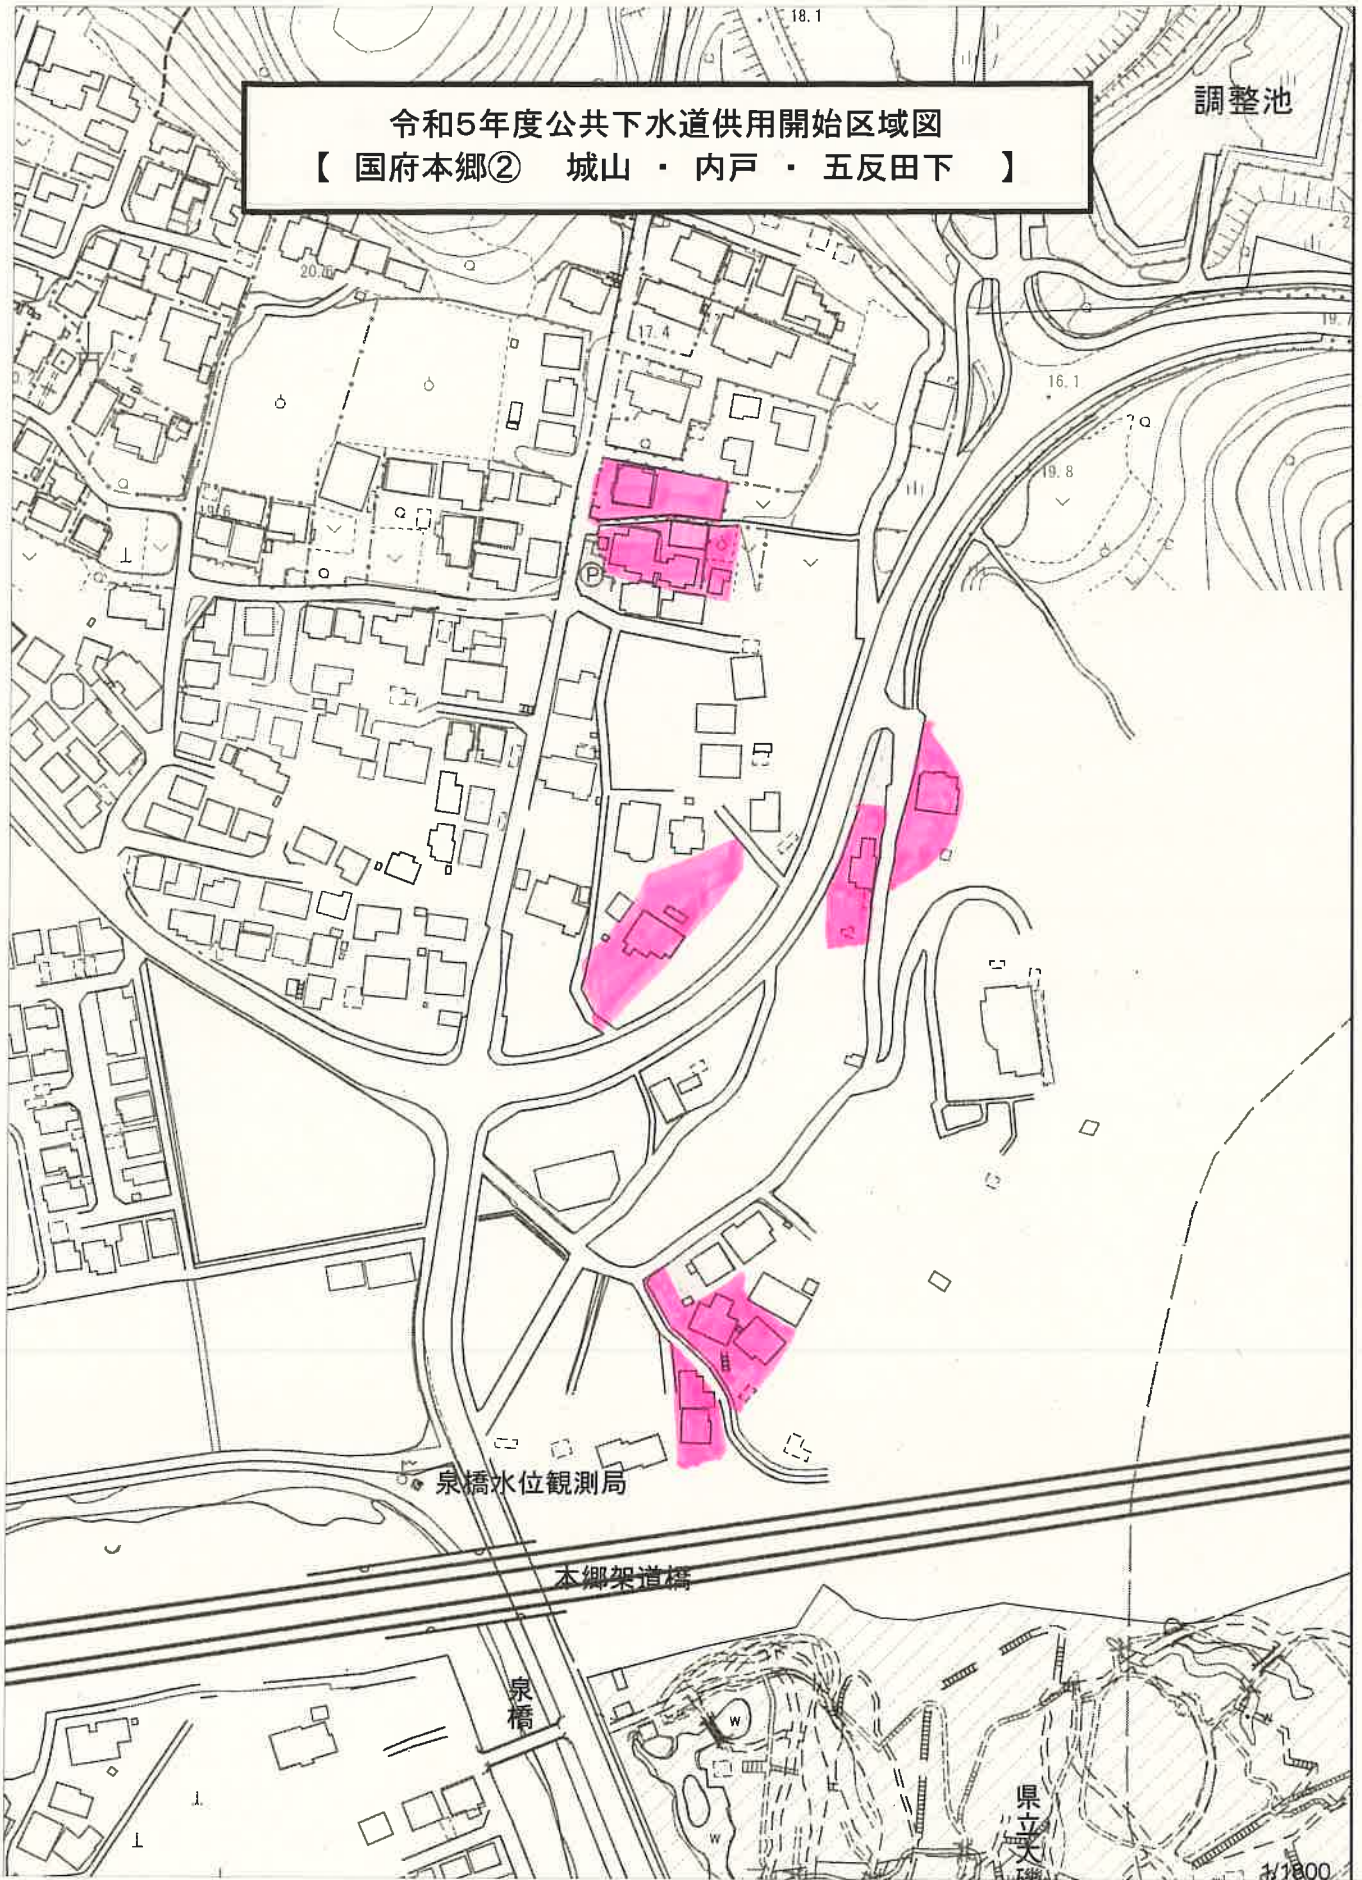 18.1
調整池
令和5年度公共下水道供用開始区域図
【 国府本郷② 城山 ・ 内戸 ・ 五反田下 】
17.4
16.1
19.8
P
泉橋水位観測局
本郷架道橋
泉橋
W
W
県立大磯